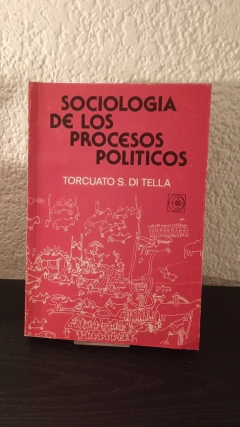 SOCIOLOGIA
DE LOS
PROCESOS
POLITICOS
TORCUATO S. DI TELLA